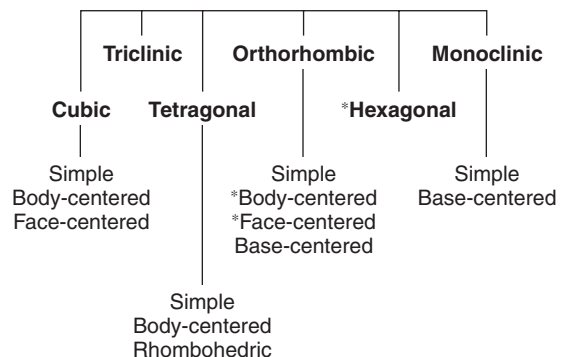 Triclinic Orthorhombic Monoclinic
Cubic Tetragonal *Hexagonal
Simple
Body-centered
Face-centered
Simple
*Body-centered
*Face-centered
Base-centered
Simple
Base-centered
Simple
Body-centered
Rhombohedric